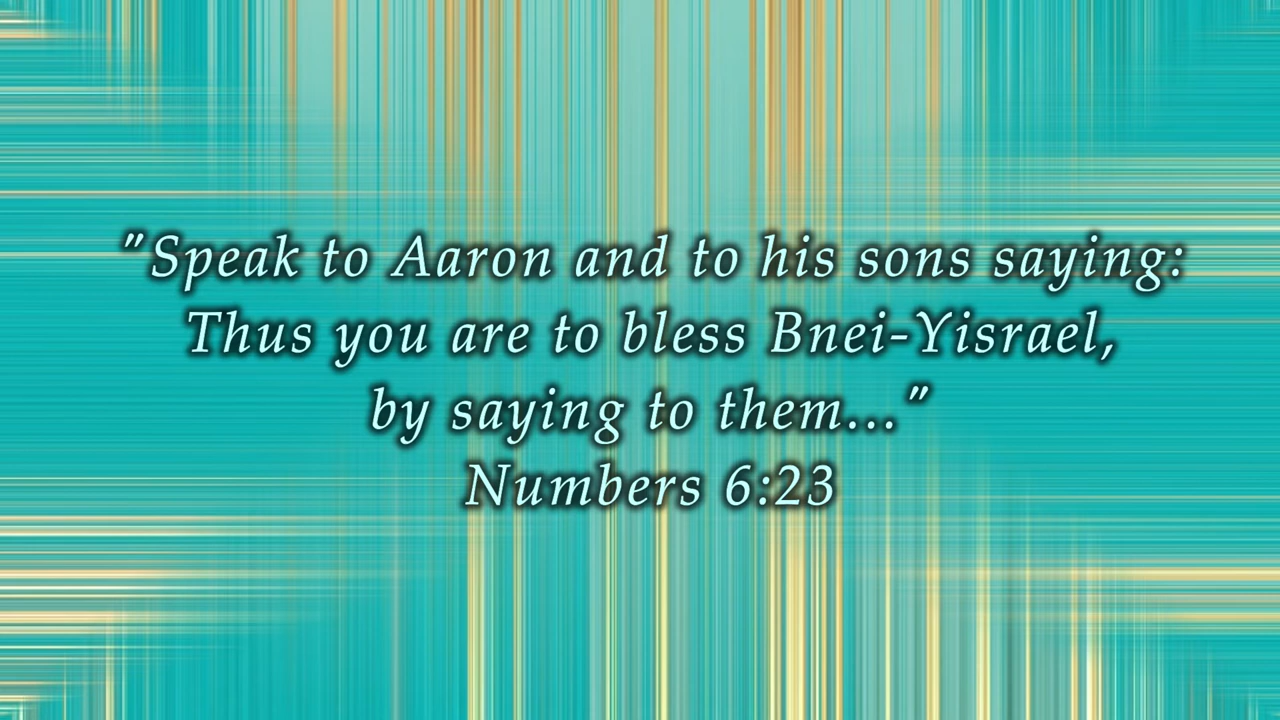 "Speak to Aaron and to his sons saying:
Thus you are to bless Bnei-Yisrael,
by saying to them..."
Numbers 6:23